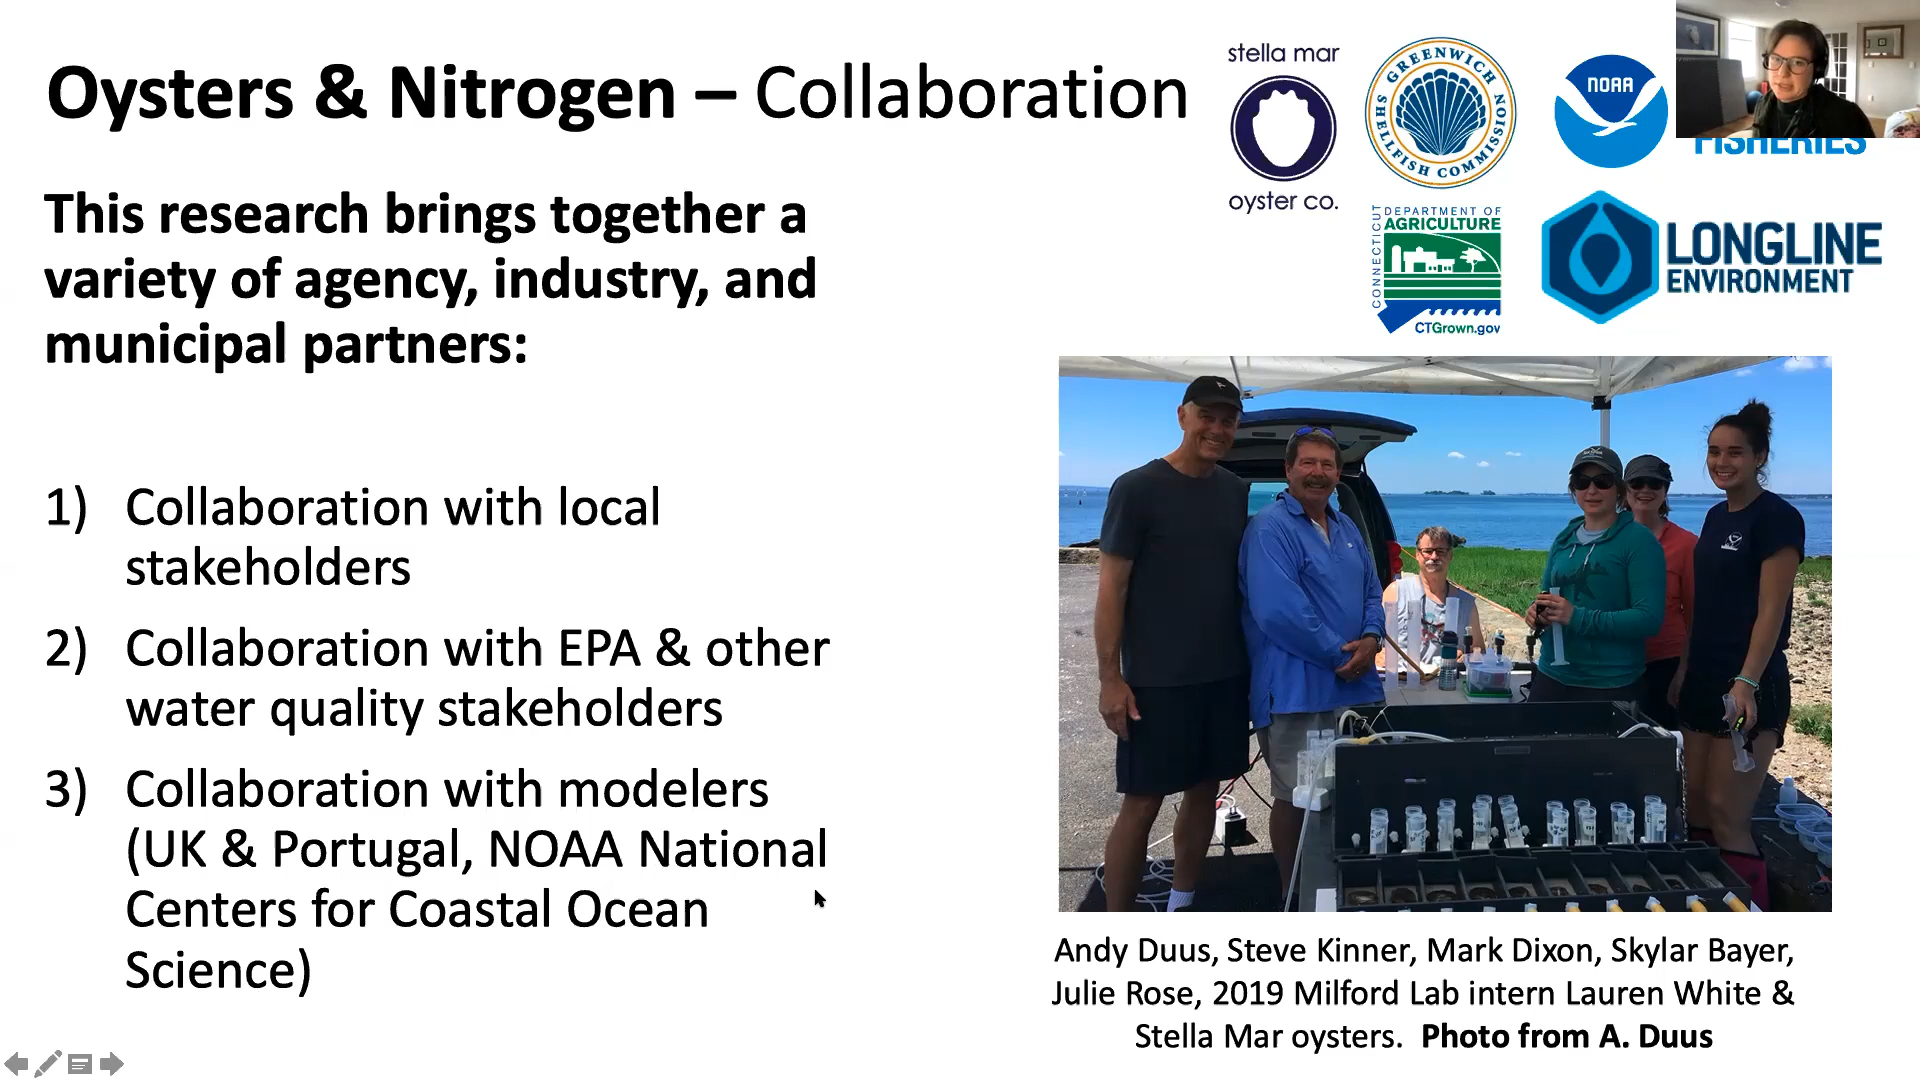 Oysters & Nitrogen – Collaboration
stella mar
oyster co.
GREENWICH
SHELLFISH COMMISSION
NOAA
FISHERIES
CONNECTICUT
DEPARTMENT OF
AGRICULTURE
CTGrown.gov
LONGLINE
ENVIRONMENT
This research brings together a
variety of agency, industry, and
municipal partners:
1) Collaboration with local
stakeholders
2) Collaboration with EPA & other
water quality stakeholders
3) Collaboration with modelers
(UK & Portugal, NOAA National
Centers for Coastal Ocean
Science)
Andy Duus, Steve Kinner, Mark Dixon, Skylar Bayer,
Julie Rose, 2019 Milford Lab intern Lauren White &
Stella Mar oysters. Photo from A. Duus